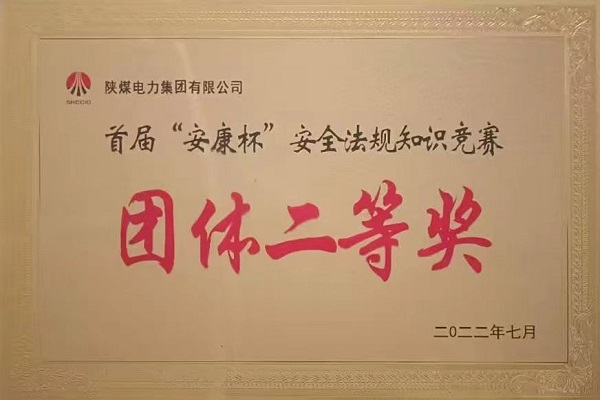 SHCCIG
陕煤电力集团有限公司
首届“安康杯”安全法规知识竞赛
团体二等奖
二〇二二年七月